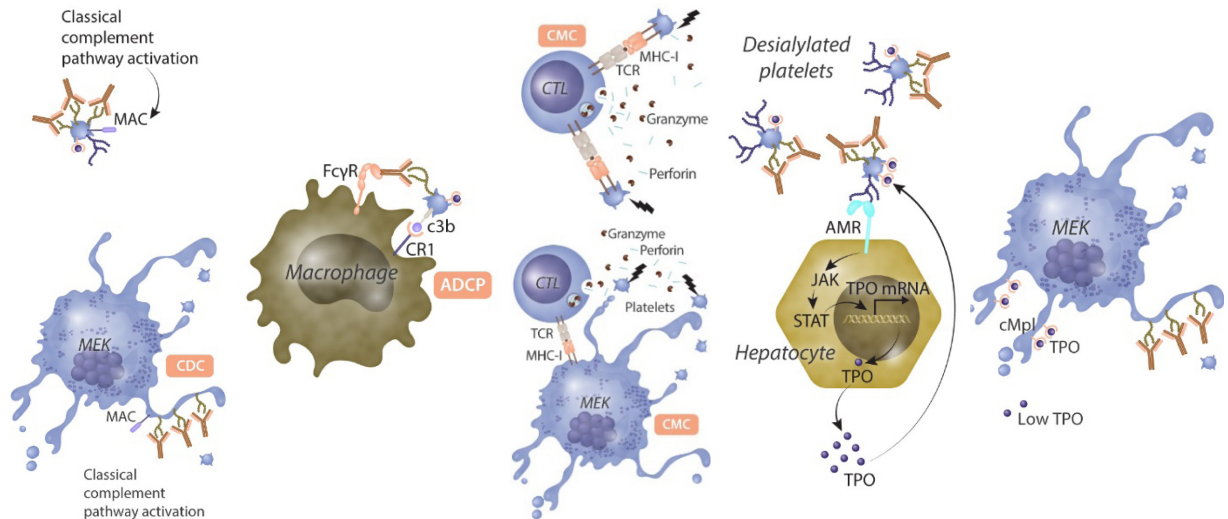 Classical
complement
pathway activation
MAC
MEK
CDC
MAC
Classical
complement
pathway activation
FcγR
c3b
CR1
Macrophage
ADCP
CMC
MHC-I
TCR
CTL
Granzyme
Perforin
Granzyme
Perforin
CTL
Platelets
TCR
MHC-I
MEK
CMC
Desialylated
platelets
AMR
JAK
TPO mRNA
STAT
Hepatocyte
TPO
TPO
MEK
cMpl
TPO
Low TPO